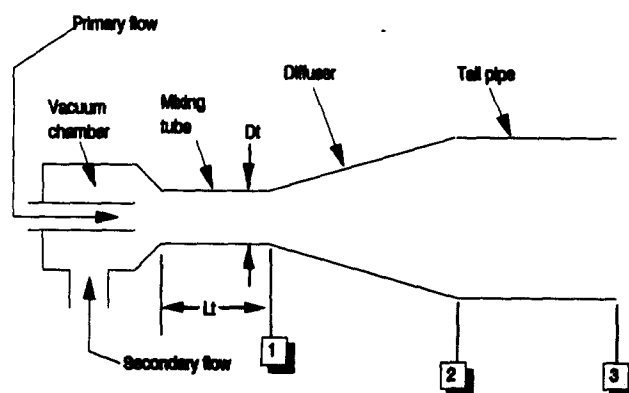 Primary flow
Vacuum
chamber
Mixing
tube
Dt
Diffuser
Tail pipe
Lt
Secondary flow
1
2
3